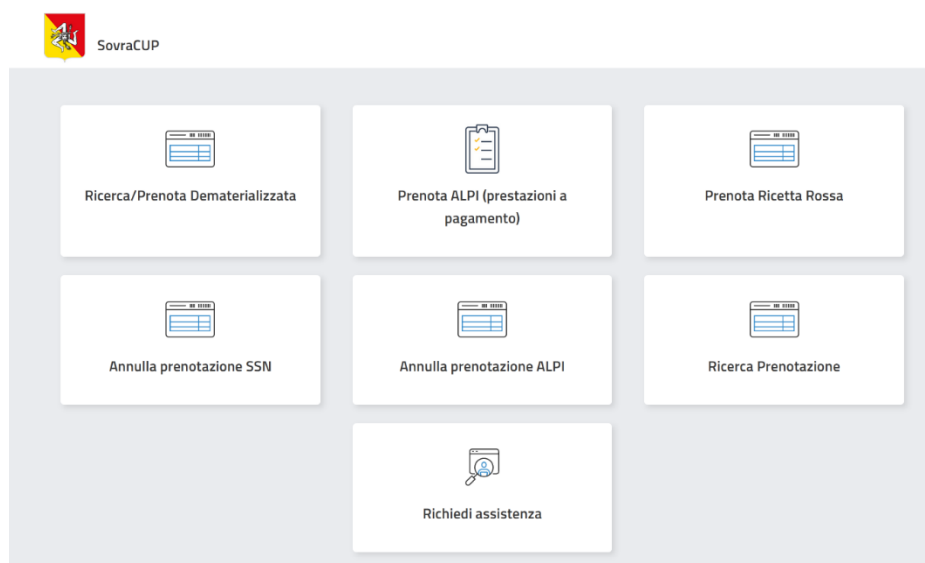 SovraCUP
Ricerca/Prenota Dematerializzata
Prenota ALPI (prestazioni a
pagamento)
Prenota Ricetta Rossa
Annulla prenotazione SSN
Annulla prenotazione ALPI
Ricerca Prenotazione
Richiedi assistenza